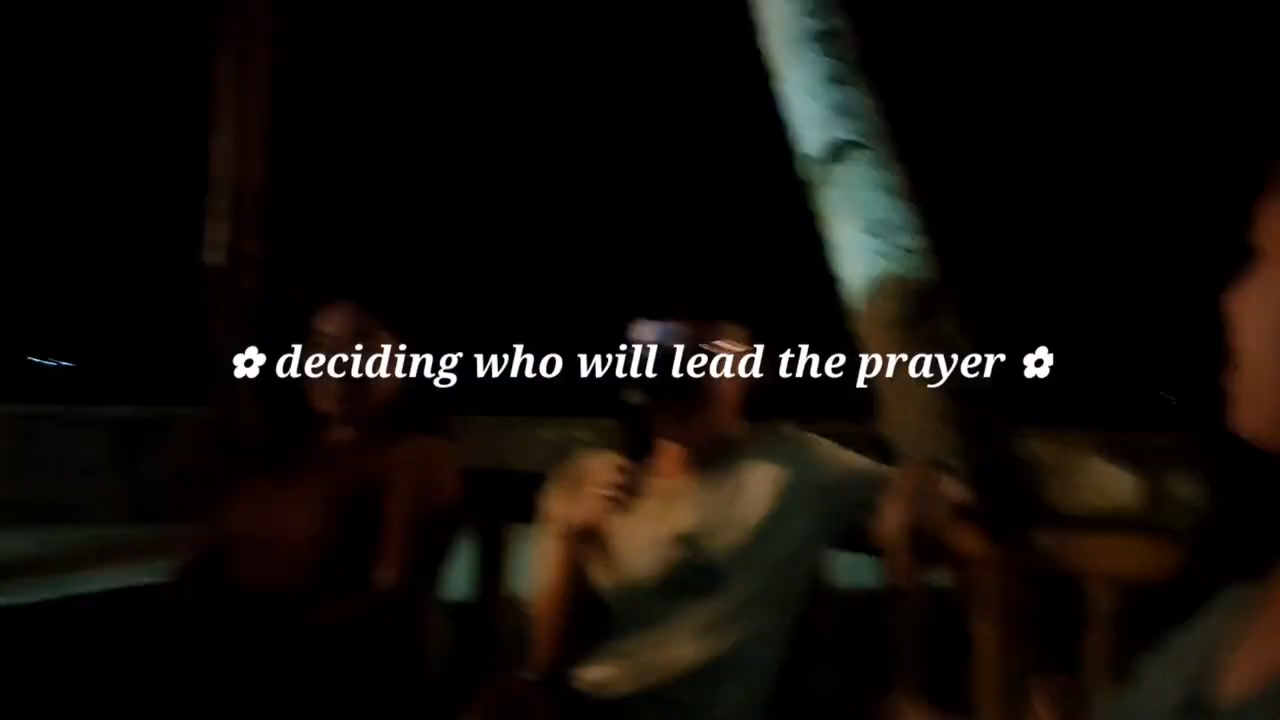 ✿ deciding who will lead the prayer ✿